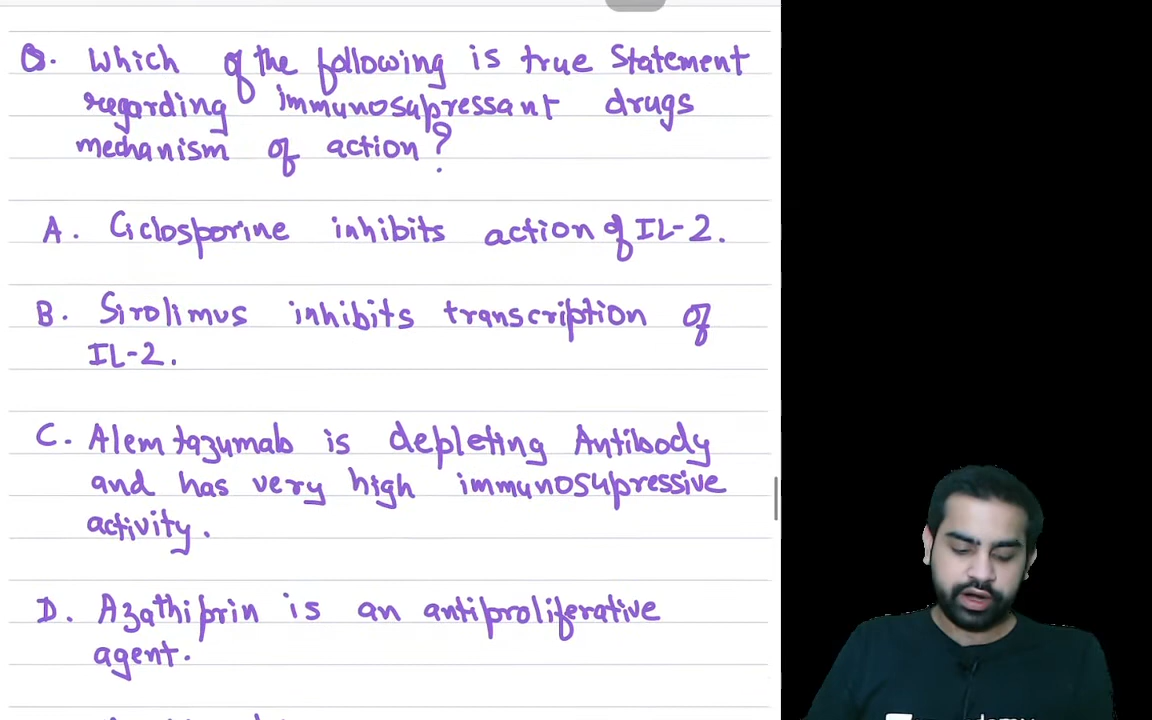 Q. Which of the following is true Statement
regarding immunosupressant drugs
mechanism of action?
A. Ciclosporine inhibits action of IL-2.
B. Sirolimus inhibits transcription of
IL-2.
C. Alemtazumab is depleting Antibody
and has very high immunosupressive
activity.
D. Azathiprin is an antiproliferative
agent.